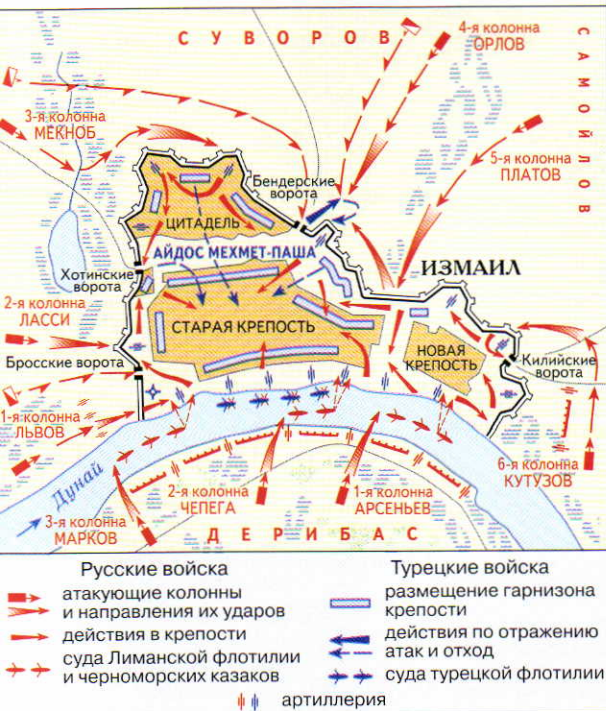 СУВОРОВ
4-я колонна
ОРЛОВ
САМОЙЛОВ
3-я колонна
МЕКНОБ
5-я колонна
ПЛАТОВ
Бендерские
ворота
ЦИТАДЕЛЬ
АЙДОС МЕХМЕТ-ПАША
ИЗМАИЛ
Хотинские
ворота
2-я колонна
ЛАССИ
СТАРАЯ КРЕПОСТЬ
НОВАЯ
КРЕПОСТЬ
Бросские ворота
Килийские
ворота
1-я колонна
ЛЬВОВ
Дунай
6-я колонна
КУТУЗОВ
2-я колонна
ЧЕПЕГА
1-я колонна
АРСЕНЬЕВ
3-я колонна
МАРКОВ
ДЕРИБАС
Русские войска
атакующие колонны
и направления их ударов
действия в крепости
суда Лиманской флотилии
и черноморских казаков
Турецкие войска
размещение гарнизона
крепости
действия по отражению
атак и отход
суда турецкой флотилии
артиллерия